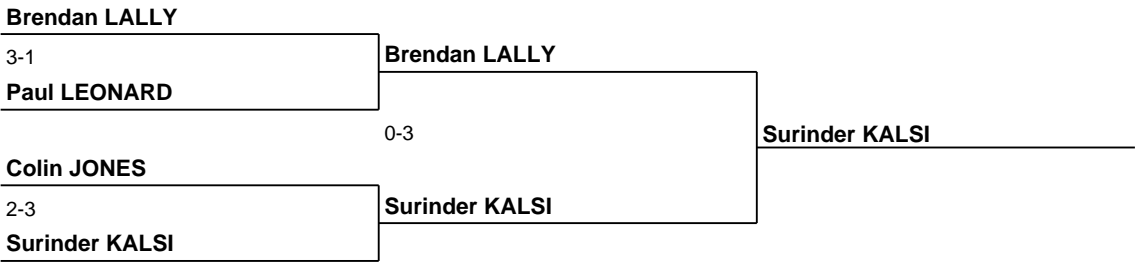 Brendan LALLY
3-1
Brendan LALLY
Paul LEONARD
0-3
Surinder KALSI
Colin JONES
2-3
Surinder KALSI
Surinder KALSI